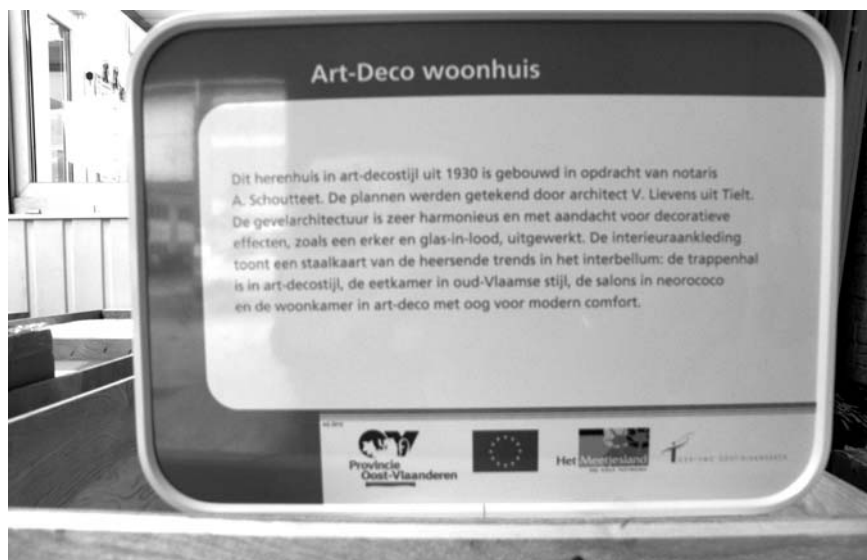 Art-Deco woonhuis
Dit herenhuis in art-decostijl uit 1930 is gebouwd in opdracht van notaris
A. Schoutteet. De plannen werden getekend door architect V. Lievens uit Tielt.
De gevelarchitectuur is zeer harmonieus en met aandacht voor decoratieve
effecten, zoals een erker en glas-in-lood, uitgewerkt. De interieuraankleding
toont een staalkaart van de heersende trends in het interbellum: de trappenhal
is in art-decostijl, de eetkamer in oud-Vlaamse stijl, de salons in neorococo
en de woonkamer in art-deco met oog voor modern comfort.
Provincie
Oost-Vlaanderen
Het Meetjesland